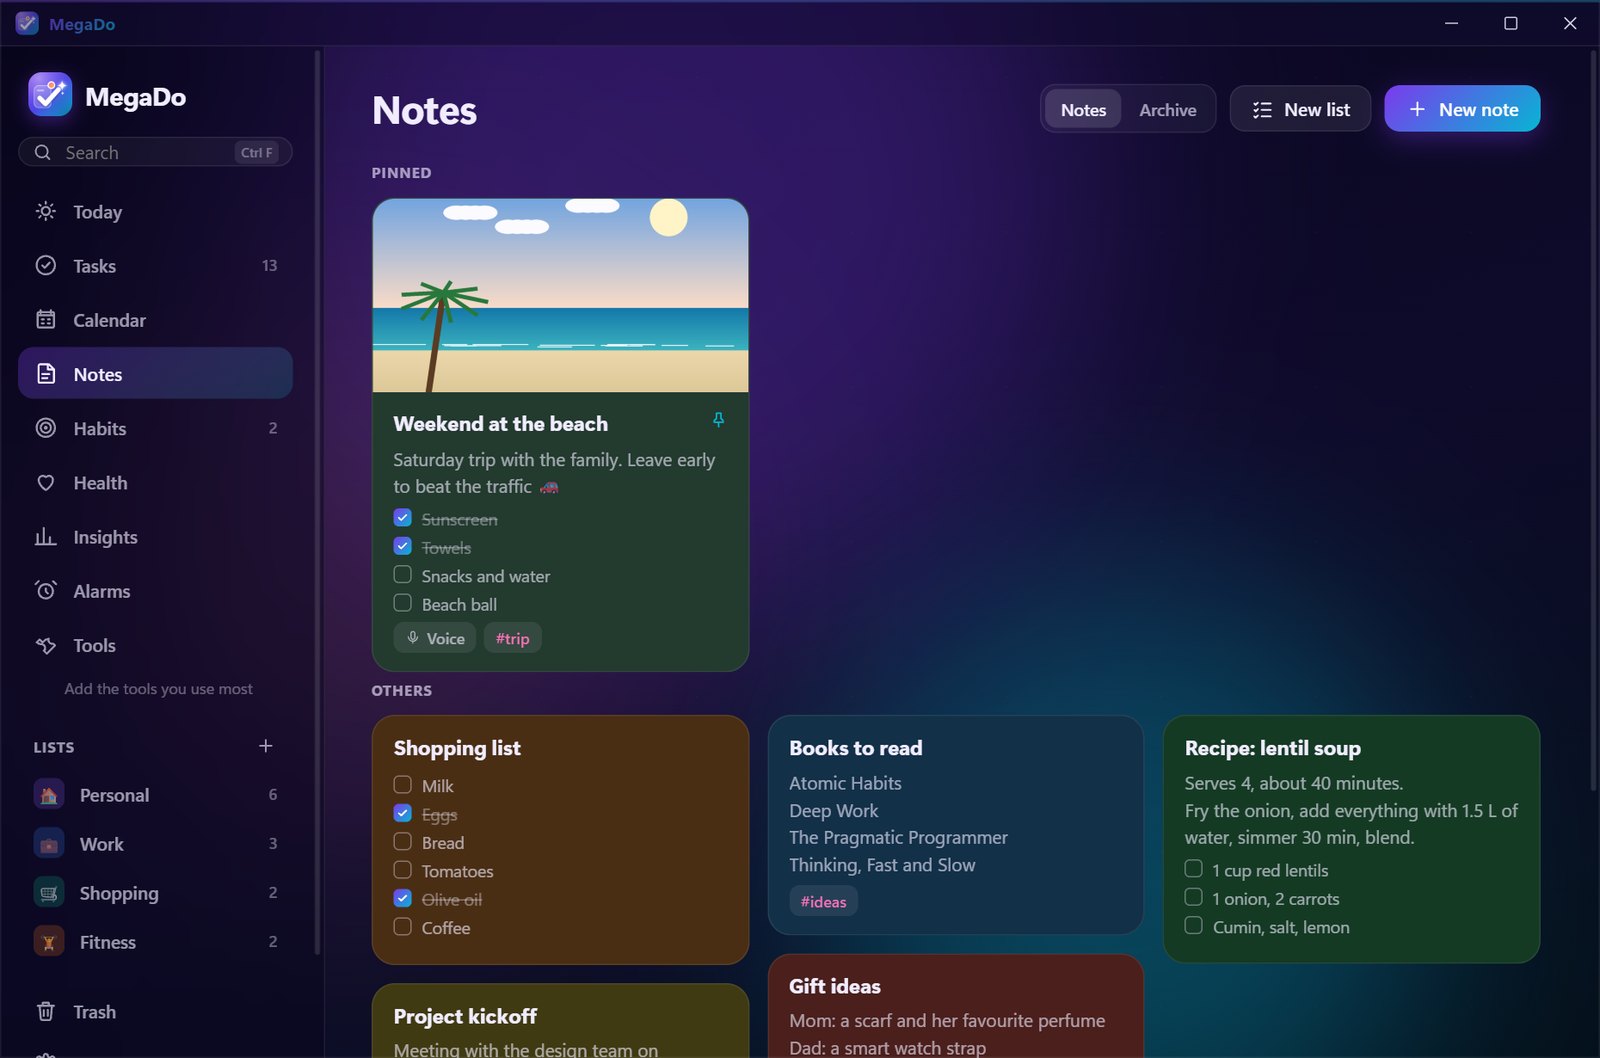 MegaDo
MegaDo
Search
Ctrl F
Today
Tasks
13
Calendar
Notes
Habits
2
Health
Insights
Alarms
Tools
Add the tools you use most
LISTS
Personal
6
Work
3
Shopping
2
Fitness
2
Trash
Notes
Notes
Archive
New list
New note
PINNED
Weekend at the beach
Saturday trip with the family. Leave early
to beat the traffic 🚗
Sunscreen
Towels
Snacks and water
Beach ball
Voice
#trip
OTHERS
Shopping list
Milk
Eggs
Bread
Tomatoes
Olive oil
Coffee
Project kickoff
Meeting with the design team on
Books to read
Atomic Habits
Deep Work
The Pragmatic Programmer
Thinking, Fast and Slow
#ideas
Gift ideas
Mom: a scarf and her favourite perfume
Dad: a smart watch strap
Recipe: lentil soup
Serves 4, about 40 minutes.
Fry the onion, add everything with 1.5 L of
water, simmer 30 min, blend.
1 cup red lentils
1 onion, 2 carrots
Cumin, salt, lemon